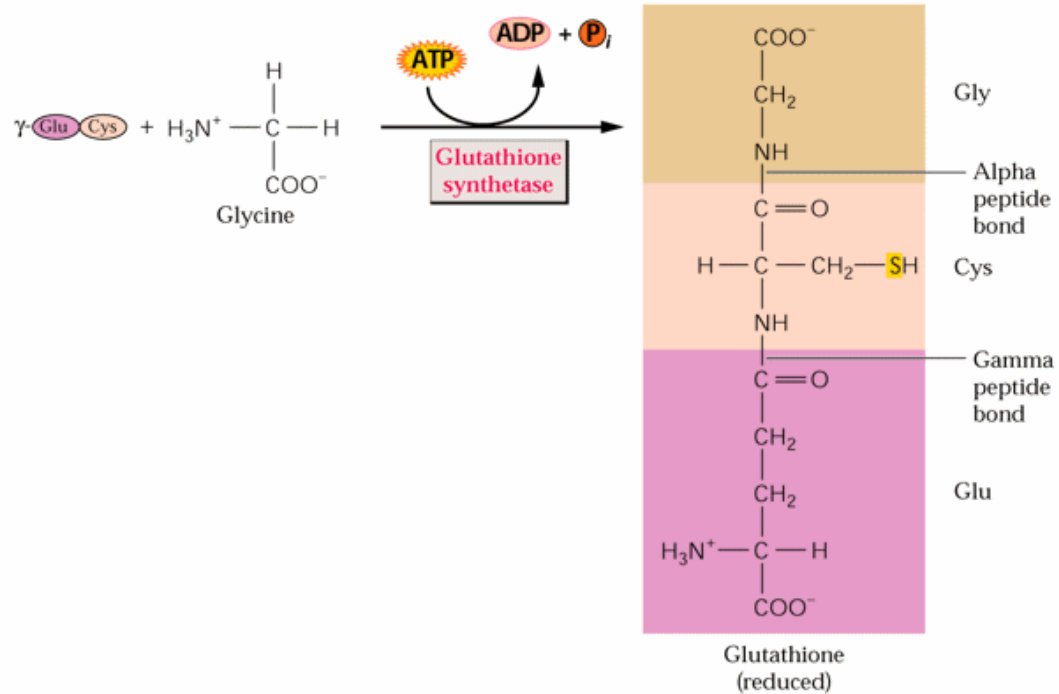 ATP
ADP + Pi
γ-Glu Cys + H3N+ — C — H
H
COO−
Glycine
Glutathione
synthetase
COO−
CH2
NH
C=O
H — C — CH2 — SH
NH
C=O
CH2
CH2
H3N+ — C — H
COO−
Gly
Alpha
peptide
bond
Cys
Gamma
peptide
bond
Glu
Glutathione
(reduced)